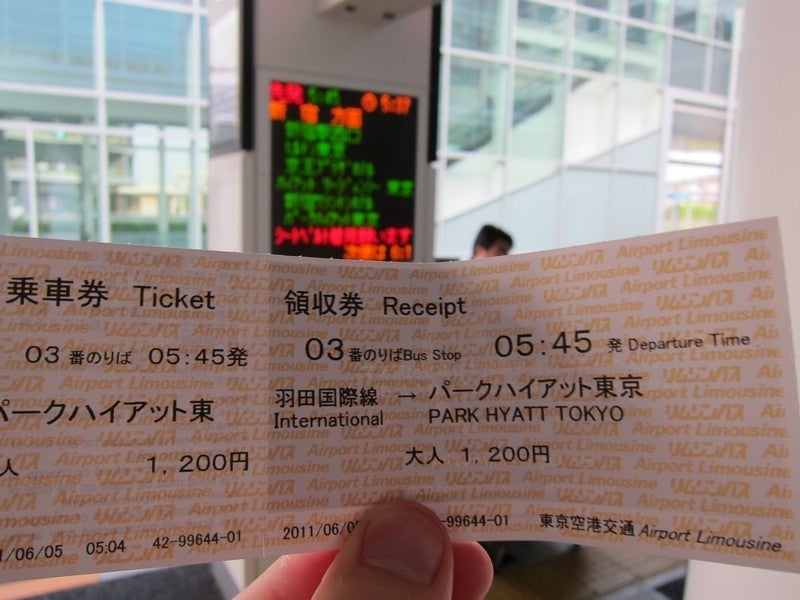 新宿方面
乗車券 Ticket
03 番のりば 05:45発
パークハイアット東
人 1,200円
/06/05 05:04 42-99644-01
領収券 Receipt
03 番のりば Bus Stop 05:45 発 Departure Time
羽田国際線 → パークハイアット東京
International PARK HYATT TOKYO
大人 1,200円
2011/06/ -99644-01 東京空港交通 Airport Limousine